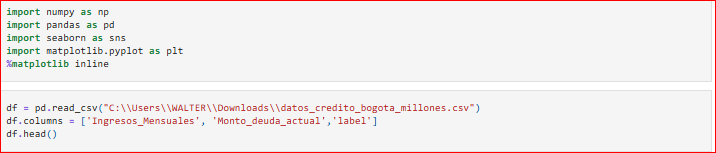 import numpy as np
import pandas as pd
import seaborn as sns
import matplotlib.pyplot as plt
%matplotlib inline
df = pd.read_csv("C:\\Users\\WALTER\\Downloads\\datos_credito_bogota_millones.csv")
df.columns = ['Ingresos_Mensuales', 'Monto_deuda_actual','label']
df.head()